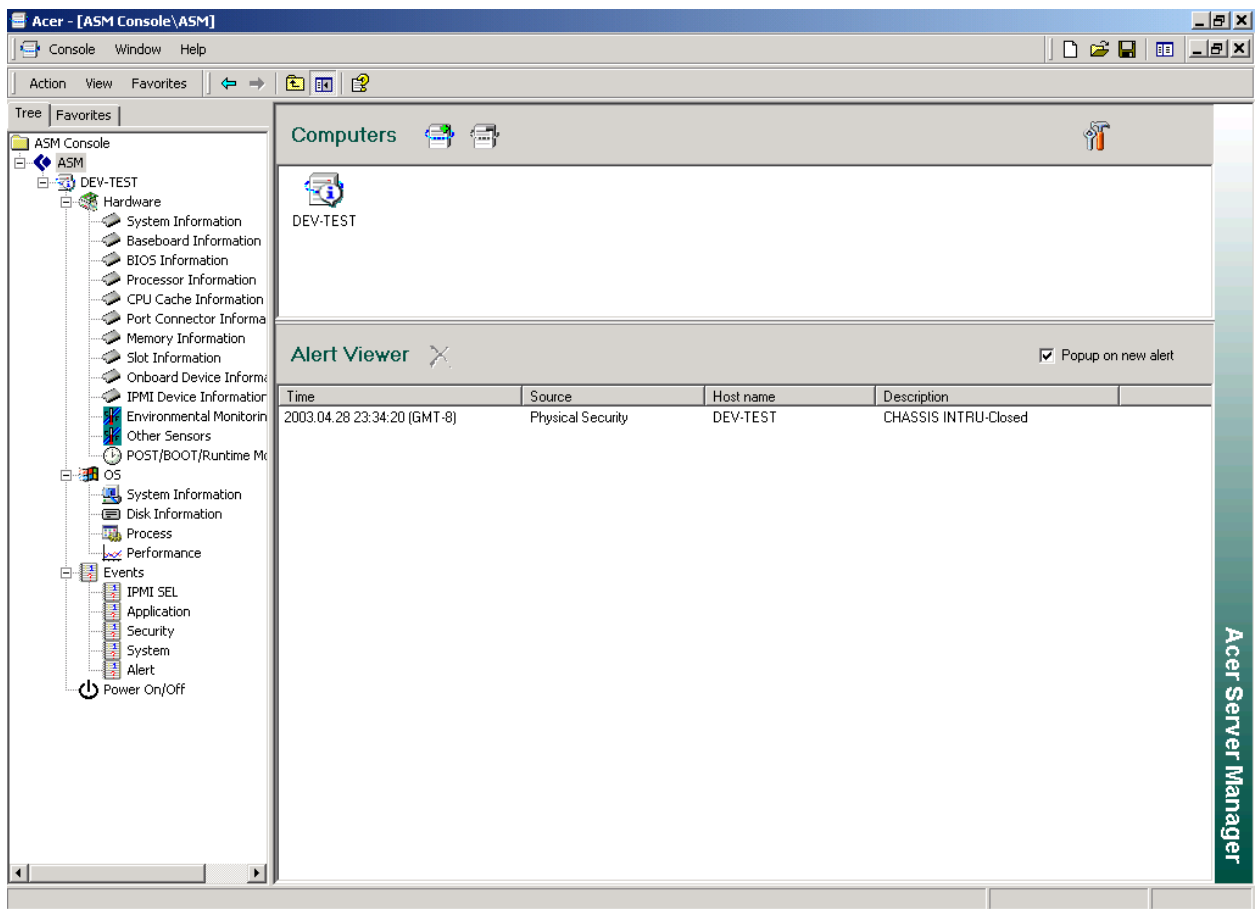 Acer - [ASM Console\ASM]
Console Window Help
Action View Favorites
Tree Favorites
ASM Console
ASM
DEV-TEST
Hardware
System Information
Baseboard Information
BIOS Information
Processor Information
CPU Cache Information
Port Connector Informa
Memory Information
Slot Information
Onboard Device Informa
IPMI Device Information
Environmental Monitorin
Other Sensors
POST/BOOT/Runtime Mo
OS
System Information
Disk Information
Process
Performance
Events
IPMI SEL
Application
Security
System
Alert
Power On/Off
Computers
DEV-TEST
Alert Viewer
Popup on new alert
Time Source Host name Description
2003.04.28 23:34:20 (GMT-8) Physical Security DEV-TEST CHASSIS INTRU-Closed
Acer Server Manager